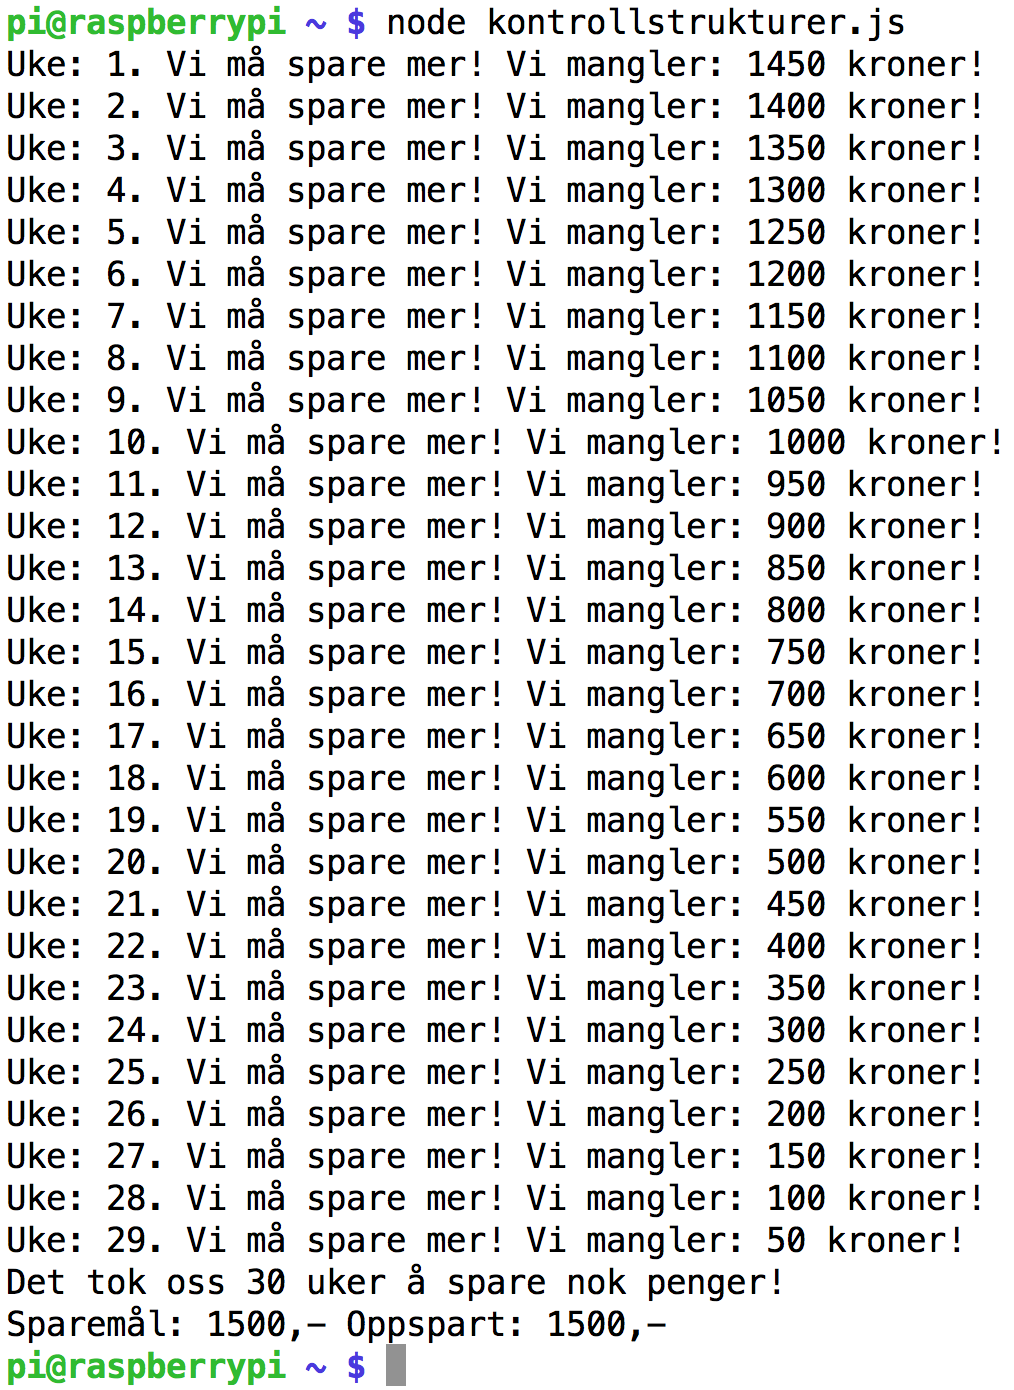 pi@raspberrypi ~ $ node kontrollstrukturer.js
Uke: 1. Vi må spare mer! Vi mangler: 1450 kroner!
Uke: 2. Vi må spare mer! Vi mangler: 1400 kroner!
Uke: 3. Vi må spare mer! Vi mangler: 1350 kroner!
Uke: 4. Vi må spare mer! Vi mangler: 1300 kroner!
Uke: 5. Vi må spare mer! Vi mangler: 1250 kroner!
Uke: 6. Vi må spare mer! Vi mangler: 1200 kroner!
Uke: 7. Vi må spare mer! Vi mangler: 1150 kroner!
Uke: 8. Vi må spare mer! Vi mangler: 1100 kroner!
Uke: 9. Vi må spare mer! Vi mangler: 1050 kroner!
Uke: 10. Vi må spare mer! Vi mangler: 1000 kroner!
Uke: 11. Vi må spare mer! Vi mangler: 950 kroner!
Uke: 12. Vi må spare mer! Vi mangler: 900 kroner!
Uke: 13. Vi må spare mer! Vi mangler: 850 kroner!
Uke: 14. Vi må spare mer! Vi mangler: 800 kroner!
Uke: 15. Vi må spare mer! Vi mangler: 750 kroner!
Uke: 16. Vi må spare mer! Vi mangler: 700 kroner!
Uke: 17. Vi må spare mer! Vi mangler: 650 kroner!
Uke: 18. Vi må spare mer! Vi mangler: 600 kroner!
Uke: 19. Vi må spare mer! Vi mangler: 550 kroner!
Uke: 20. Vi må spare mer! Vi mangler: 500 kroner!
Uke: 21. Vi må spare mer! Vi mangler: 450 kroner!
Uke: 22. Vi må spare mer! Vi mangler: 400 kroner!
Uke: 23. Vi må spare mer! Vi mangler: 350 kroner!
Uke: 24. Vi må spare mer! Vi mangler: 300 kroner!
Uke: 25. Vi må spare mer! Vi mangler: 250 kroner!
Uke: 26. Vi må spare mer! Vi mangler: 200 kroner!
Uke: 27. Vi må spare mer! Vi mangler: 150 kroner!
Uke: 28. Vi må spare mer! Vi mangler: 100 kroner!
Uke: 29. Vi må spare mer! Vi mangler: 50 kroner!
Det tok oss 30 uker å spare nok penger!
Sparemål: 1500,- Oppspart: 1500,-
pi@raspberrypi ~ $